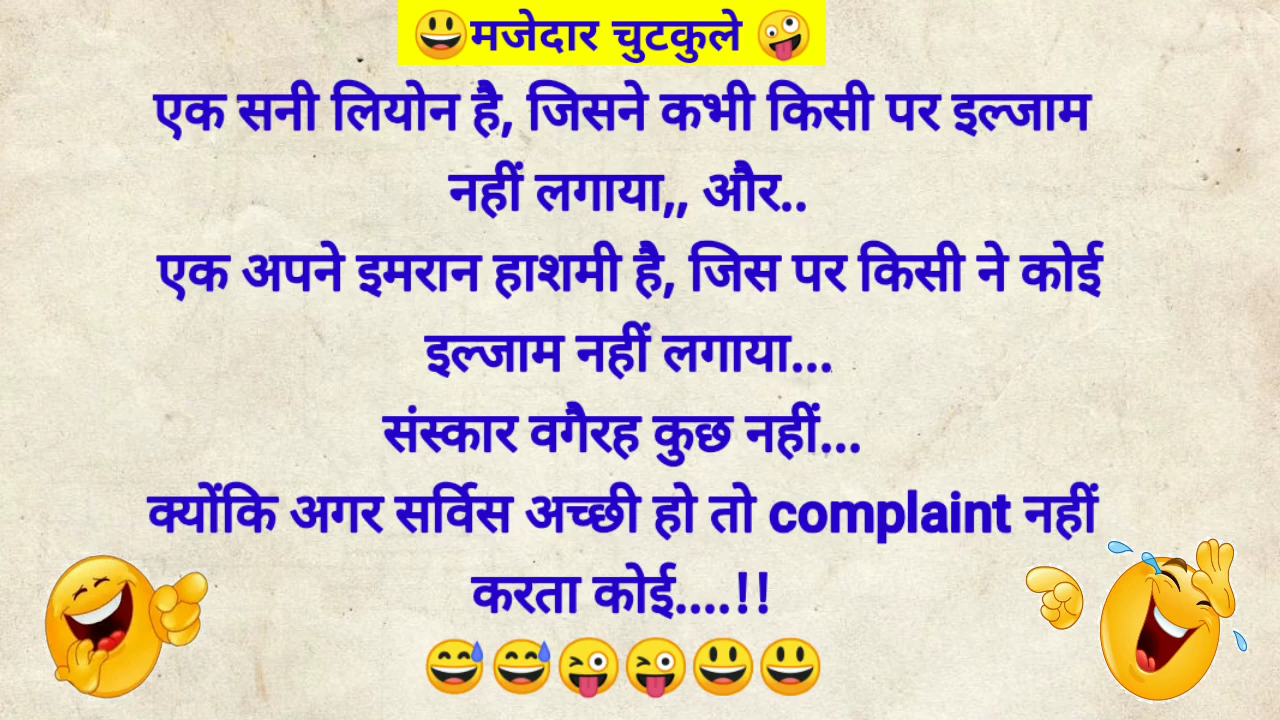 😃मजेदार चुटकुले 🤪
एक सनी लियोन है, जिसने कभी किसी पर इल्जाम
नहीं लगाया,, और..
एक अपने इमरान हाशमी है, जिस पर किसी ने कोई
इल्जाम नहीं लगाया...
संस्कार वगैरह कुछ नहीं...
क्योंकि अगर सर्विस अच्छी हो तो complaint नहीं
करता कोई....!!
😅😅😜😜😃😃